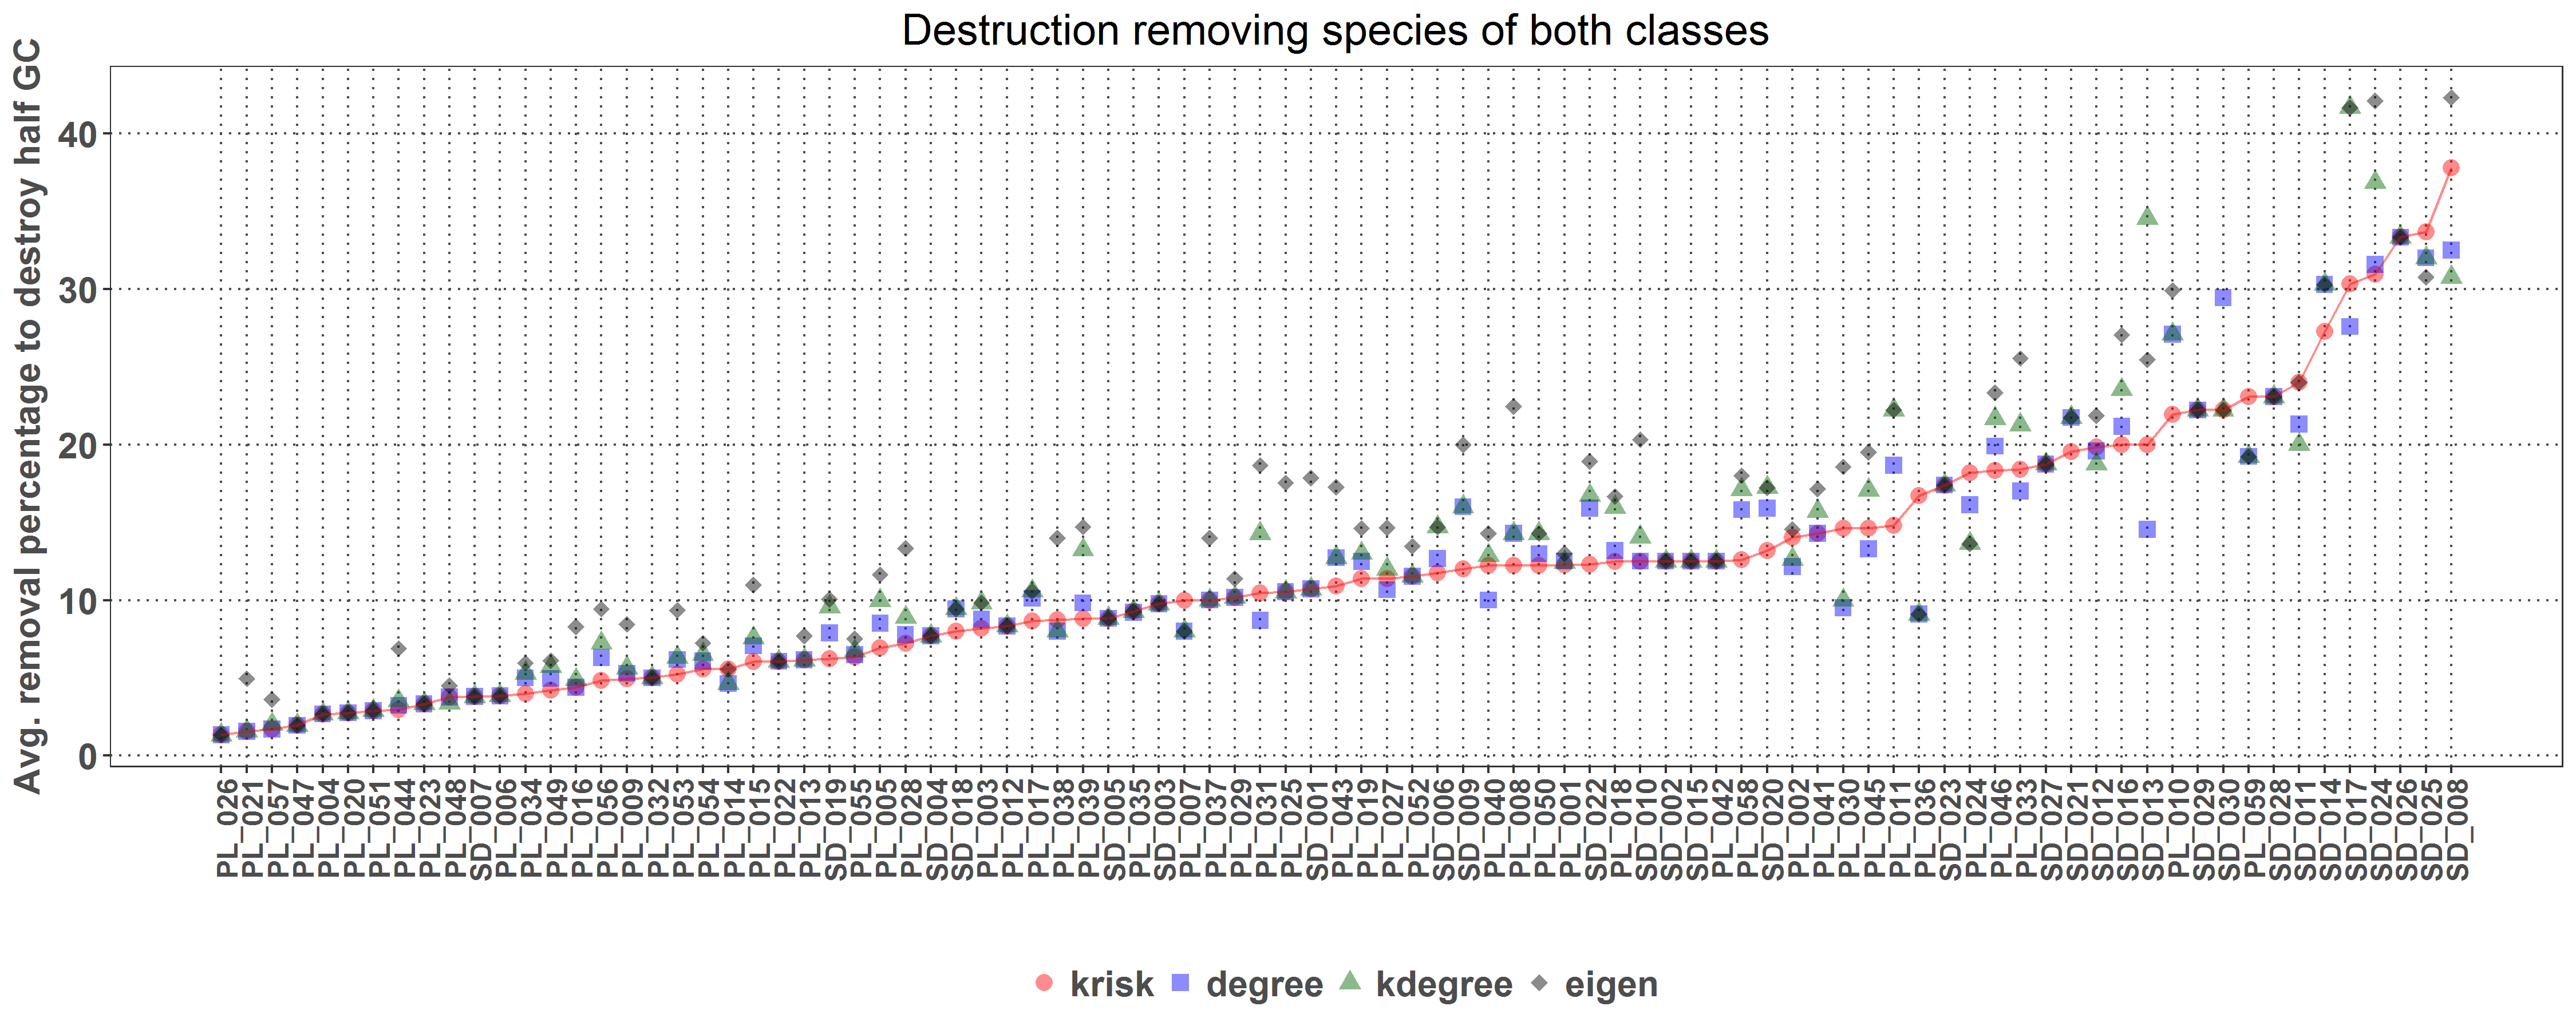 Destruction removing species of both classes
Avg. removal percentage to destroy half GC
40
30
20
10
0
PL_026
PL_021
PL_057
PL_047
PL_004
PL_020
PL_051
PL_044
PL_023
PL_048
SD_007
PL_006
PL_034
PL_049
PL_016
PL_056
PL_009
PL_032
PL_053
PL_054
PL_014
PL_015
PL_022
PL_013
SD_019
PL_055
PL_005
PL_028
SD_004
SD_018
PL_003
PL_012
PL_017
PL_038
PL_039
SD_005
PL_035
SD_003
PL_007
PL_037
PL_029
PL_031
PL_025
SD_001
PL_043
PL_019
PL_027
PL_052
SD_006
SD_009
PL_040
PL_008
PL_050
PL_001
SD_022
PL_018
SD_010
SD_002
SD_015
PL_042
PL_058
SD_020
PL_002
PL_041
PL_030
PL_045
PL_011
PL_036
SD_023
PL_024
PL_046
PL_033
SD_027
SD_021
SD_012
SD_016
SD_013
PL_010
SD_029
SD_030
PL_059
SD_028
SD_011
SD_014
SD_017
SD_024
SD_026
SD_025
SD_008
krisk degree kdegree eigen